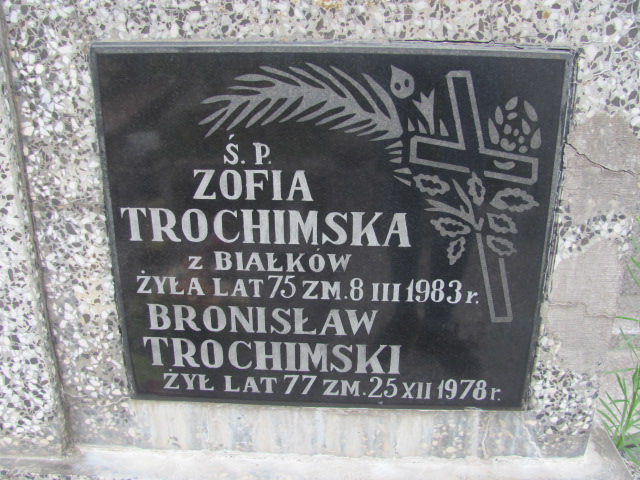 Ś. P.
ZOFIA
TROCHIMSKA
z BIAŁKÓW
ŻYŁA LAT 75 ZM. 8 III 1983 r.
BRONISŁAW
TROCHIMSKI
ŻYŁ LAT 77 ZM. 25 XII 1978 r.